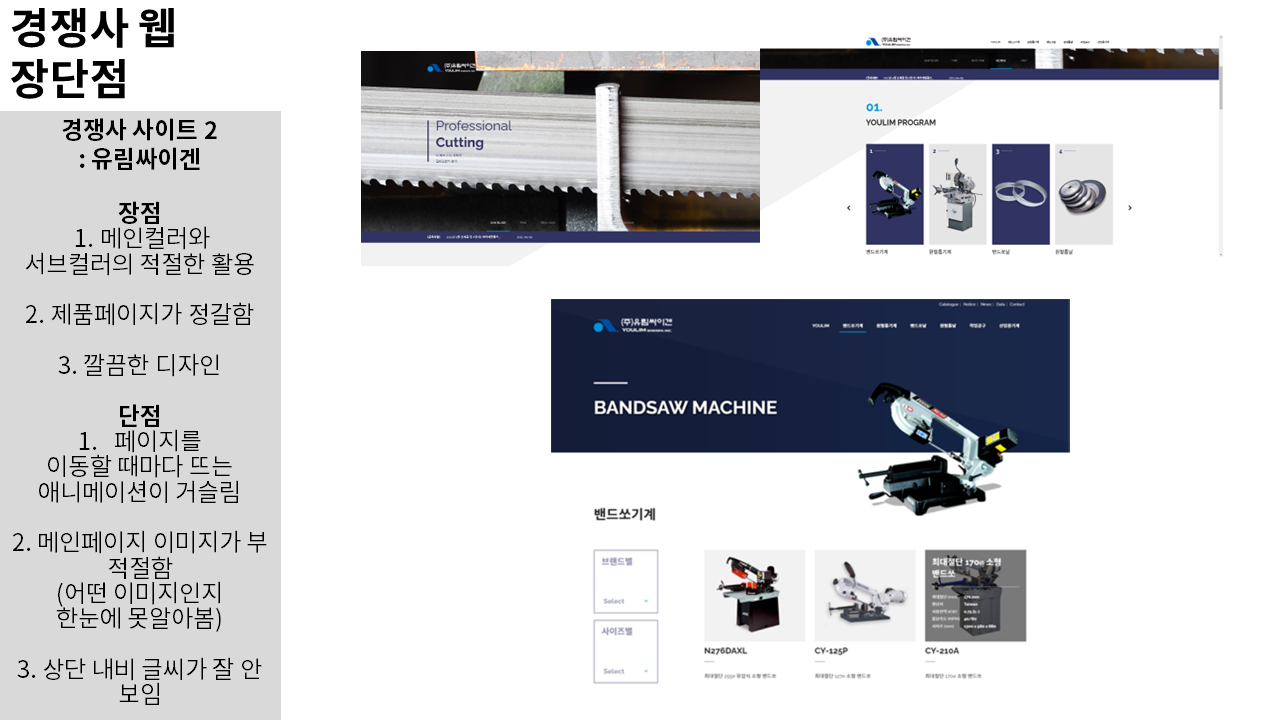 경쟁사 웹
장단점
경쟁사 사이트 2
: 유림싸이겐
장점
1. 메인컬러와
서브컬러의 적절한 활용
2. 제품페이지가 정갈함
3. 깔끔한 디자인
단점
1. 페이지를
이동할 때마다 뜨는
애니메이션이 거슬림
2. 메인페이지 이미지가 부
적절함
(어떤 이미지인지
한눈에 못알아봄)
3. 상단 내비 글씨가 잘 안
보임
(주)유림싸이겐
Professional
Cutting
(주)유림싸이겐
01.
YOULIM PROGRAM
1
2
3
4
밴드쏘기계
원형톱기계
밴드쏘날
원형톱날
Catalogue | Notice | News | Data | Contact
(주)유림싸이겐
YOULIM
YOULIM 밴드쏘기계 원형톱기계 밴드쏘날 원형톱날 작업공구 산업용기계
BANDSAW MACHINE
밴드쏘기계
브랜드별
Select
사이즈별
Select
최대절단 170ø 소형
밴드쏘
Taiwan
N276DAXL
CY-125P
CY-210A